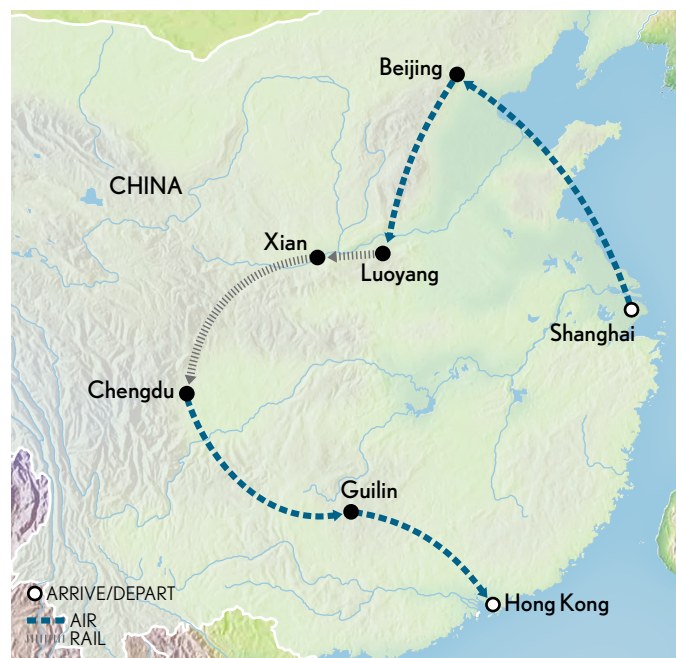 Beijing
CHINA
Xian
Luoyang
Shanghai
Chengdu
Guilin
Hong Kong
ARRIVE/DEPART
AIR
RAIL